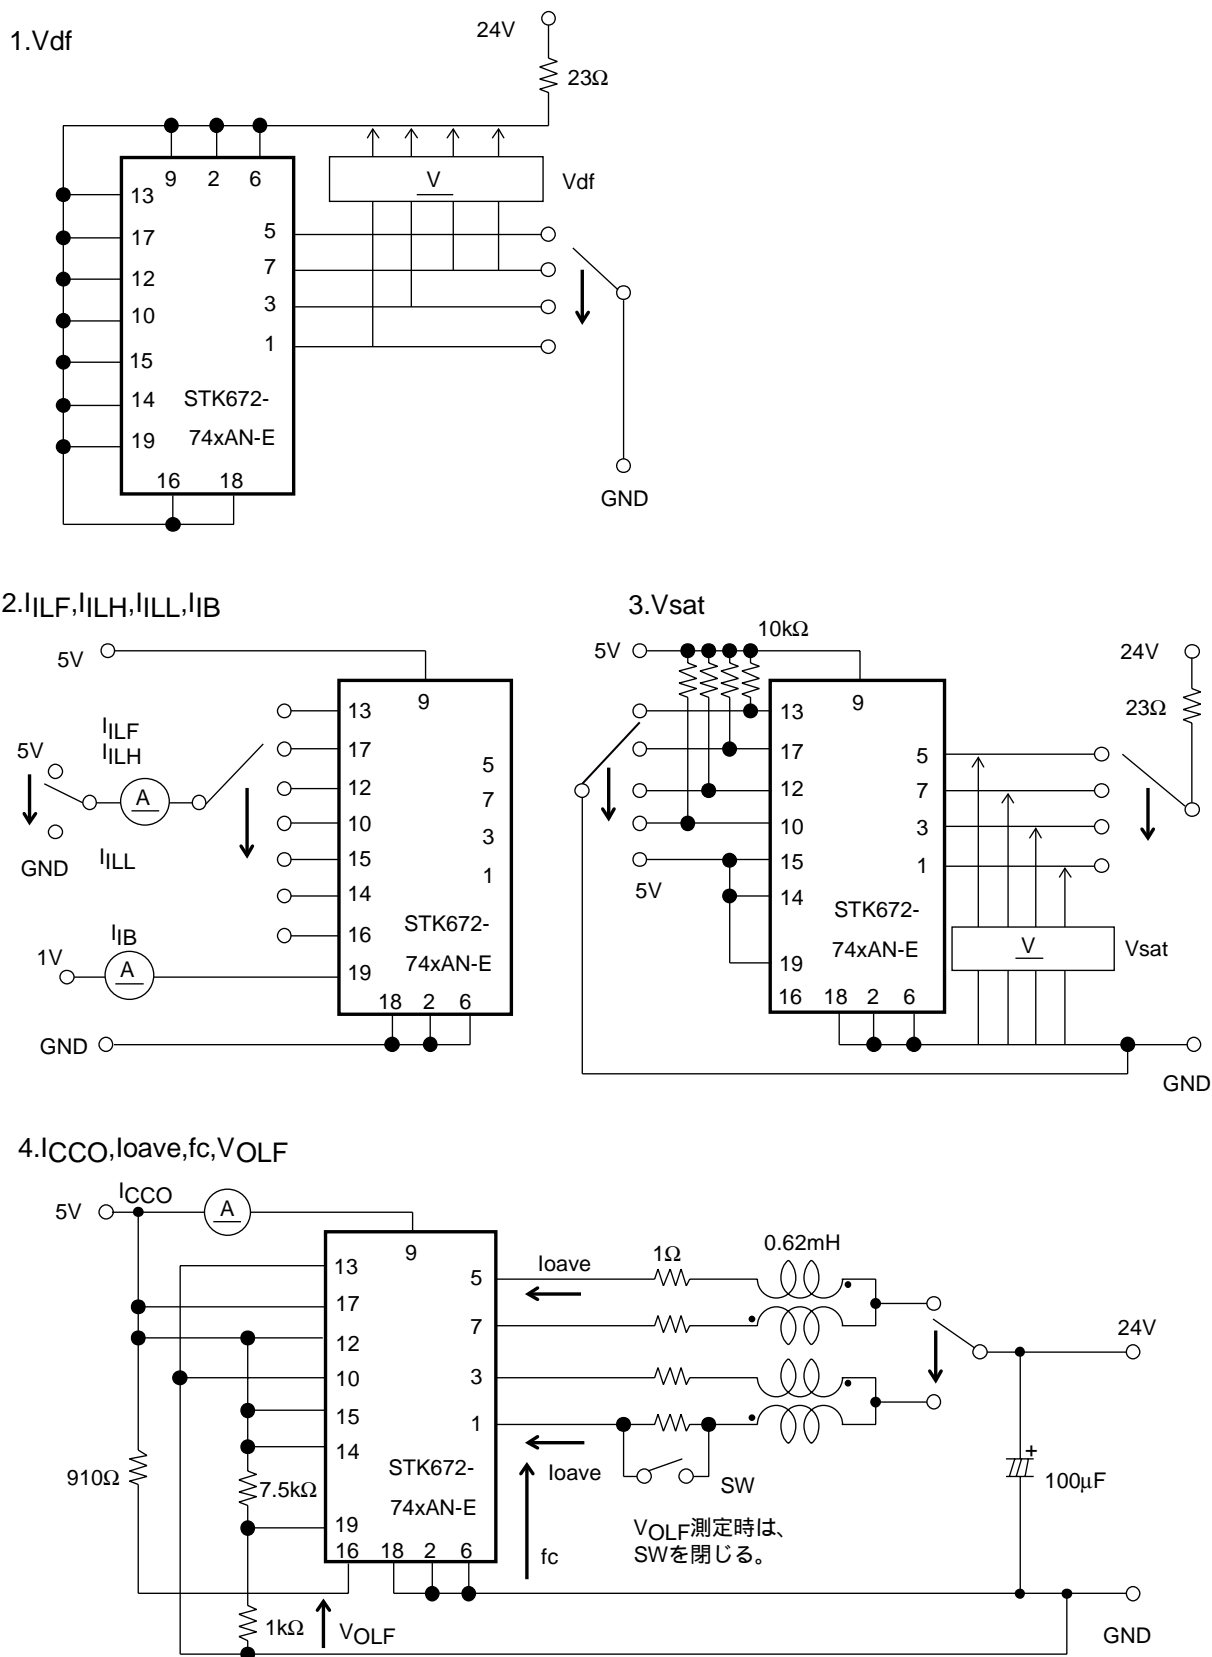 1.Vdf
24V
23Ω
9 2 6
V
Vdf
13
17
12
10
15
14
19
5
7
3
1
STK672-
74xAN-E
16 18
GND
2.IILF,IILH,IILL,IIB
5V
9
13
17
12
10
15
14
16
19
5
7
3
1
IILF
IILH
5V
A
GND
IILL
IIB
1V
A
STK672-
74xAN-E
18 2 6
GND
3.Vsat
10kΩ
5V
24V
23Ω
9
13
17
12
10
15
14
19
5V
5
7
3
1
STK672-
74xAN-E
V
Vsat
16 18 2 6
GND
4.ICCO,Ioave,fc,VOLF
ICCO
5V
A
9
13
17
12
10
15
14
19
5
7
3
1
Ioave
1Ω
0.62mH
24V
910Ω
7.5kΩ
STK672-
74xAN-E
Ioave
SW
+
100μF
16 18 2 6
fc
VOLF測定時は、
SWを閉じる。
1kΩ
VOLF
GND